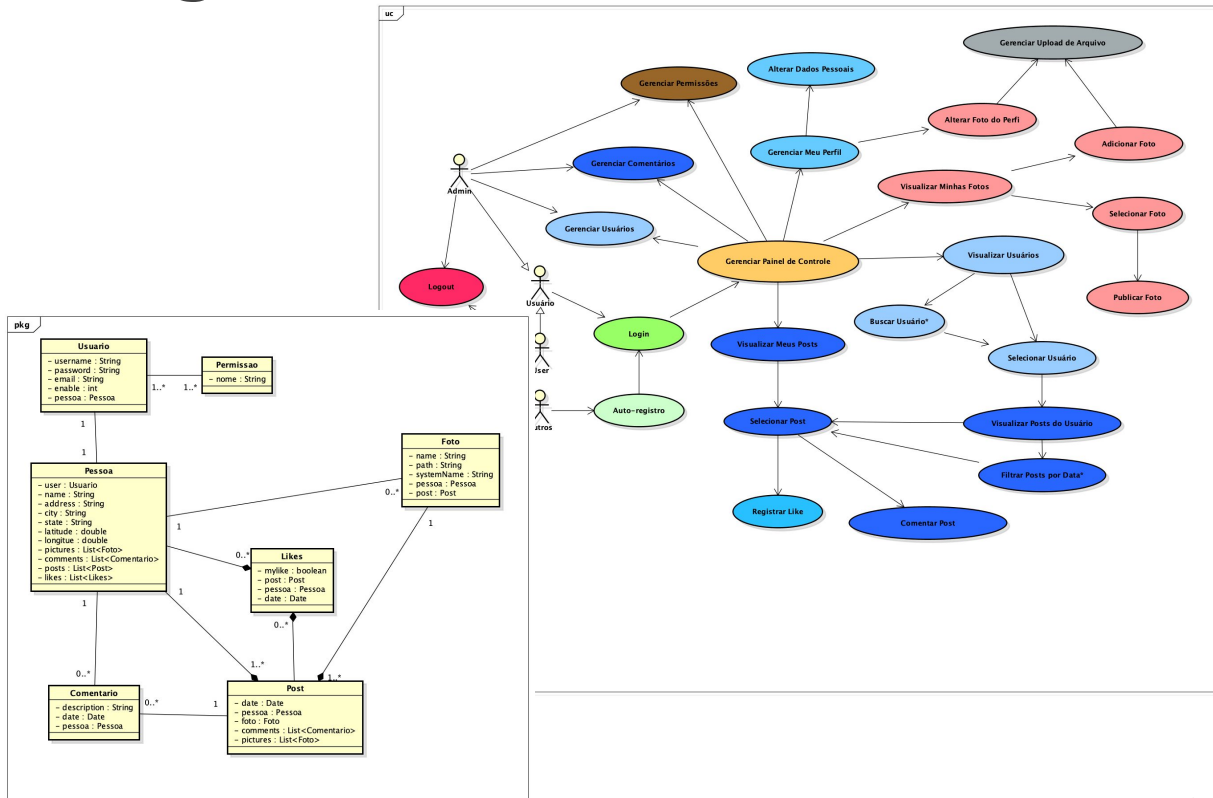 uc
Gerenciar Upload de Arquivo
Alterar Dados Pessoais
Gerenciar Permissões
Alterar Foto do Perfi
Adicionar Foto
Gerenciar Meu Perfil
Gerenciar Comentários
Admin
Visualizar Minhas Fotos
Selecionar Foto
Gerenciar Usuários
Visualizar Usuários
Gerenciar Painel de Controle
Logout
Usuário
Publicar Foto
Buscar Usuário*
Login
Visualizar Meus Posts
Selecionar Usuário
Auto-registro
Selecionar Post
Visualizar Posts do Usuário
Filtrar Posts por Data*
Registrar Like
Comentar Post
pkg
Usuario
- username : String
- password : String
- email : String
- enable : int
- pessoa : Pessoa
1..*
1..*
Permissao
- nome : String
1
1
Pessoa
- user : Usuario
- name : String
- address : String
- city : String
- state : String
- latitude : double
- longitue : double
- pictures : List<Foto>
- comments : List<Comentario>
- posts : List<Post>
- likes : List<Likes>
Foto
- name : String
- path : String
- systemName : String
- pessoa : Pessoa
- post : Post
0..*
1
1
0..*
Likes
- mylike : boolean
- post : Post
- pessoa : Pessoa
- date : Date
0..*
1
1
1..*
1..*
0..*
Comentario
- description : String
- date : Date
- pessoa : Pessoa
0..*
1
Post
- date : Date
- pessoa : Pessoa
- foto : Foto
- comments : List<Comentario>
- pictures : List<Foto>